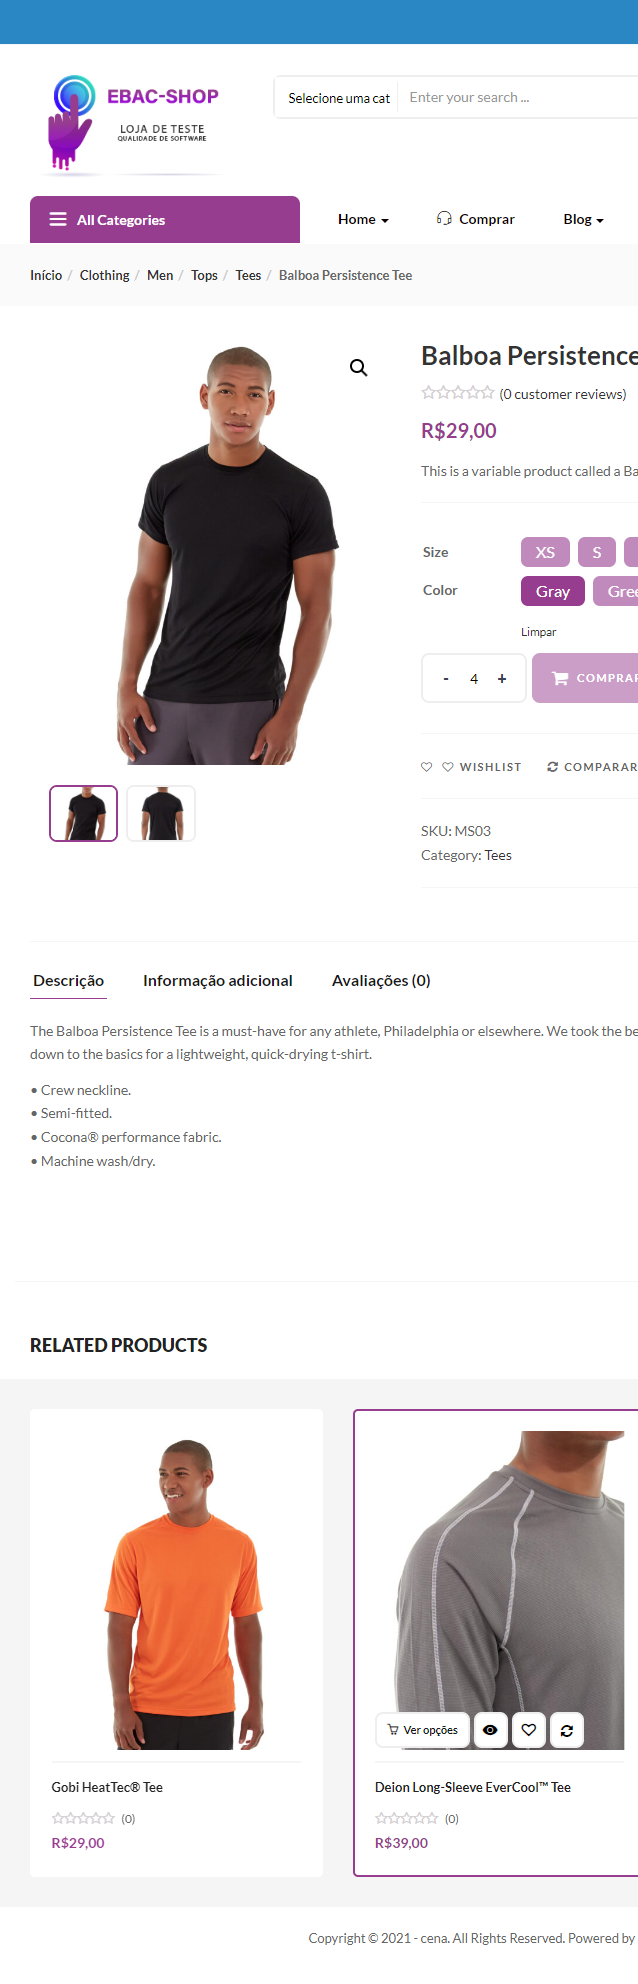 EBAC-SHOP
LOJA DE TESTE
QUALIDADE DE SOFTWARE
Selecione uma cat Enter your search ...
All Categories Home Comprar Blog
Início / Clothing / Men / Tops / Tees / Balboa Persistence Tee
Balboa Persistence
(0 customer reviews)
R$29,00
This is a variable product called a Ba
Size XS S
Color Gray Gree
Limpar
- 4 + COMPRAR
WISHLIST COMPARAR
SKU: MS03
Category: Tees
Descrição Informação adicional Avaliações (0)
The Balboa Persistence Tee is a must-have for any athlete, Philadelphia or elsewhere. We took the be
down to the basics for a lightweight, quick-drying t-shirt.
• Crew neckline.
• Semi-fitted.
• Cocona® performance fabric.
• Machine wash/dry.
RELATED PRODUCTS
Ver opções
Gobi HeatTec® Tee
(0)
R$29,00
Deion Long-Sleeve EverCool™ Tee
(0)
R$39,00
Copyright © 2021 - cena. All Rights Reserved. Powered by